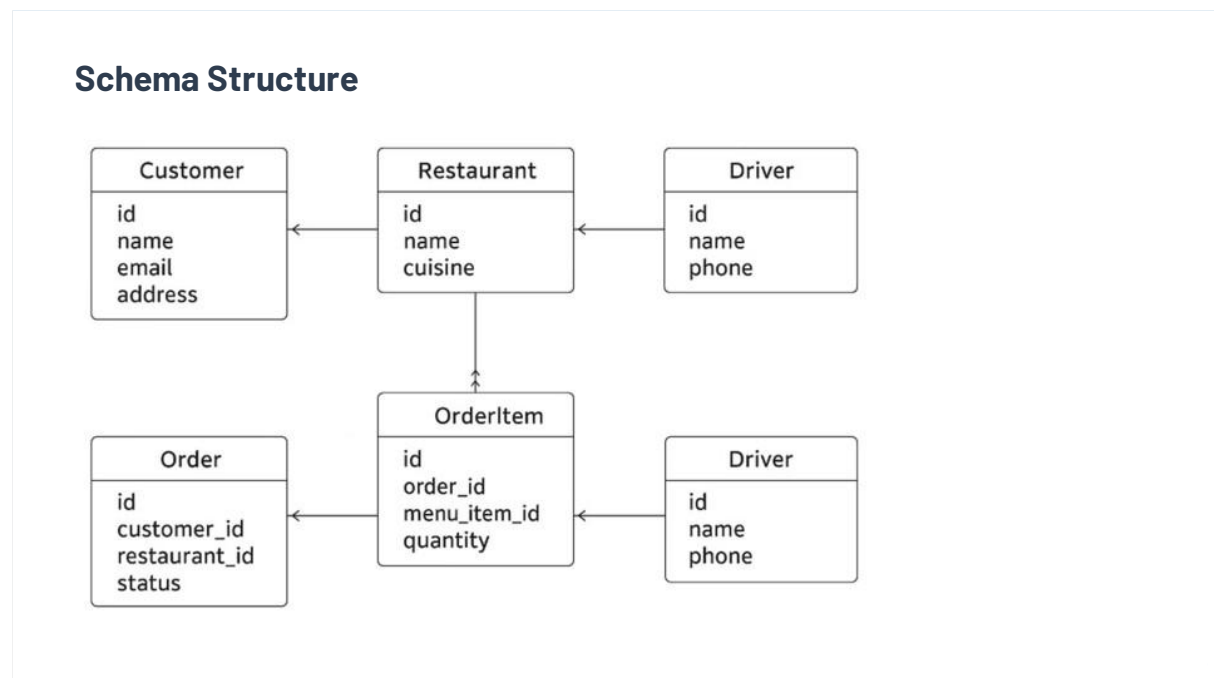 Schema Structure
Customer
id
name
email
address
Restaurant
id
name
cuisine
Driver
id
name
phone
Order
id
customer_id
restaurant_id
status
OrderItem
id
order_id
menu_item_id
quantity
Driver
id
name
phone